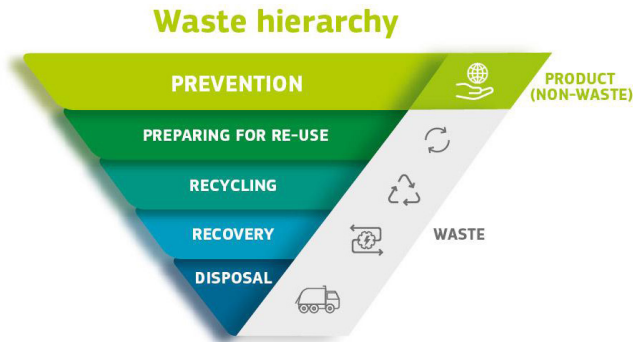 Waste hierarchy
PREVENTION
PRODUCT
(NON-WASTE)
PREPARING FOR RE-USE
RECYCLING
RECOVERY
WASTE
DISPOSAL